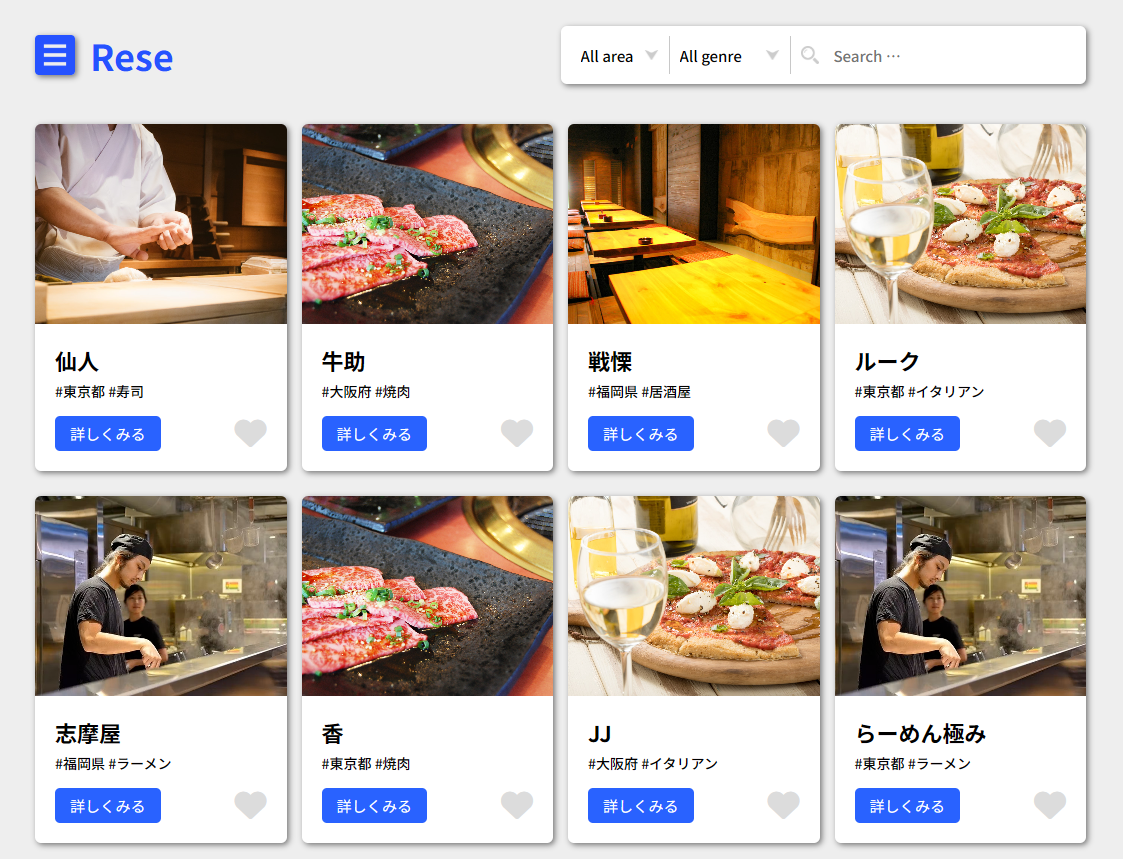 Rese
All area
All genre
Search …
仙人
#東京都 #寿司
詳しくみる
牛助
#大阪府 #焼肉
詳しくみる
戦慄
#福岡県 #居酒屋
詳しくみる
ルーク
#東京都 #イタリアン
詳しくみる
志摩屋
#福岡県 #ラーメン
詳しくみる
香
#東京都 #焼肉
詳しくみる
JJ
#大阪府 #イタリアン
詳しくみる
らーめん極み
#東京都 #ラーメン
詳しくみる